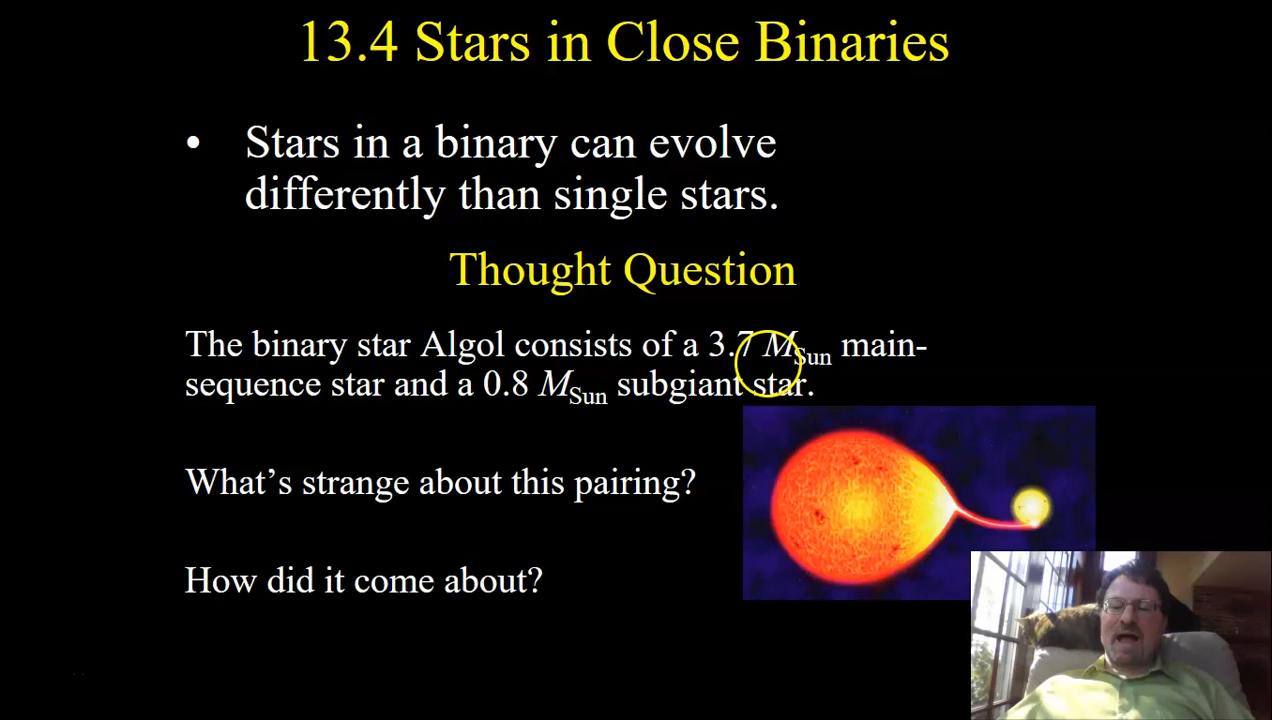 13.4 Stars in Close Binaries
• Stars in a binary can evolve
differently than single stars.
Thought Question
The binary star Algol consists of a 3.7 MSun main-
sequence star and a 0.8 MSun subgiant star.
What’s strange about this pairing?
How did it come about?